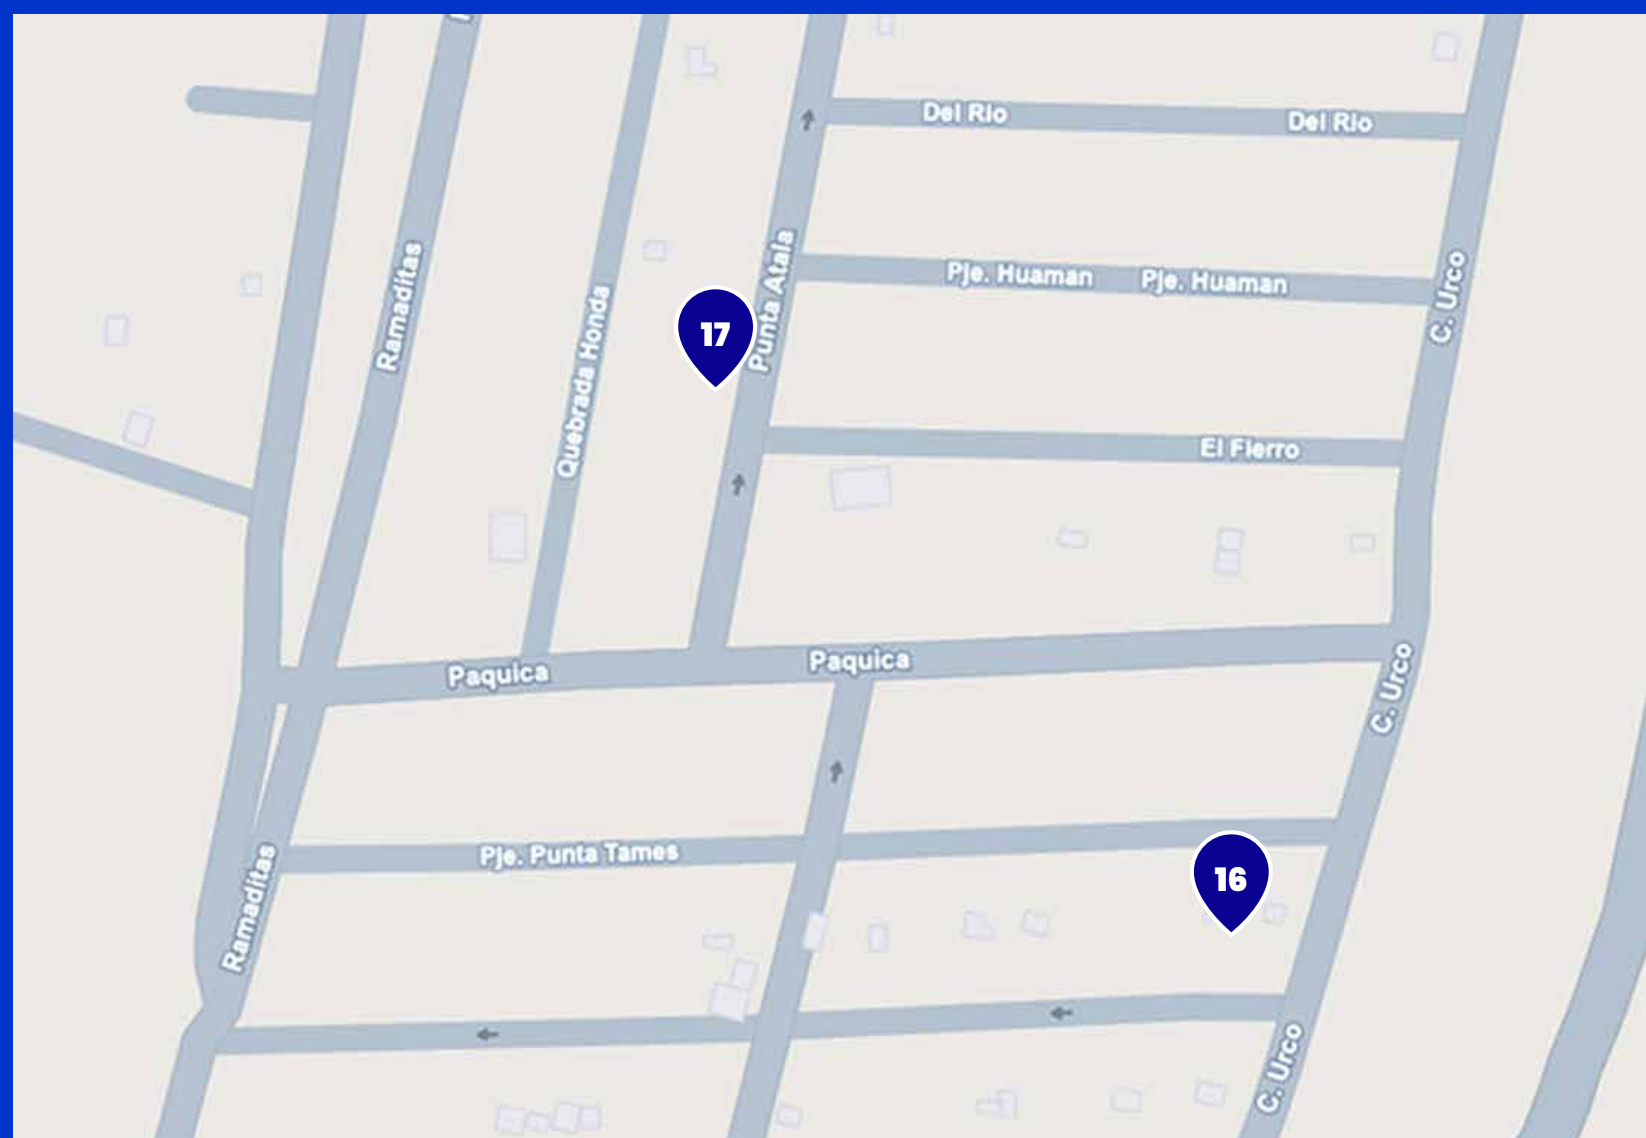 Del Rio
Del Rio
Pje. Huaman
Pje. Huaman
Punta Atala
C. Urco
Ramaditas
Quebrada Honda
17
El Fierro
Paquica
Paquica
C. Urco
Pje. Punta Tames
16
Ramaditas
C. Urco